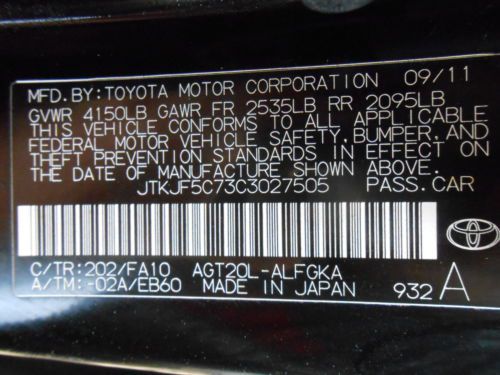 MFD.BY:TOYOTA MOTOR CORPORATION 09/11
GVWR 4150LB GAWR FR 2535LB RR 2095LB
THIS VEHICLE CONFORMS TO ALL APPLICABLE
FEDERAL MOTOR VEHICLE SAFETY,BUMPER,AND
THEFT PREVENTION STANDARDS IN EFFECT ON
THE DATE OF MANUFACTURE SHOWN ABOVE.
JTKJF5C73C3027505 PASS.CAR
C/TR:202/FA10 AGT20L-ALFGKA
A/TM:-02A/EB60 MADE IN JAPAN 932 A